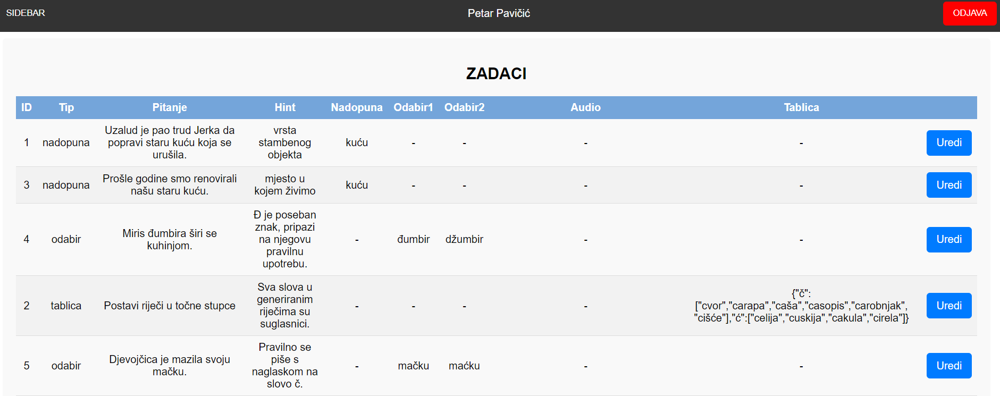 SIDEBAR
Petar Pavičić
ODJAVA
ZADACI
ID Tip Pitanje Hint Nadopuna Odabir1 Odabir2 Audio Tablica
1 nadopuna
Uzalud je pao trud Jerka da
popravi staru kuću koja se
urušila.
vrsta
stambenog
objekta
kuću - - - - Uredi
3 nadopuna
Prošle godine smo renovirali
našu staru kuću.
mjesto u
kojem živimo
kuću - - - - Uredi
4 odabir
Miris đumbira širi se
kuhinjom.
Đ je poseban
znak, pripazi
na njegovu
pravilnu
upotrebu.
- đumbir džumbir - - Uredi
2 tablica
Postavi riječi u točne stupce
Sva slova u
generiranim
riječima su
suglasnici.
- - - -
{"č":
["cvor","carapa","caša","casopis","carobnjak",
"cišće"],"ć":["celija","cuskija","cakula","cirela"]}
Uredi
5 odabir
Djevojčica je mazila svoju
mačku.
Pravilno se
piše s
naglaskom na
slovo č.
- mačku maćku - - Uredi